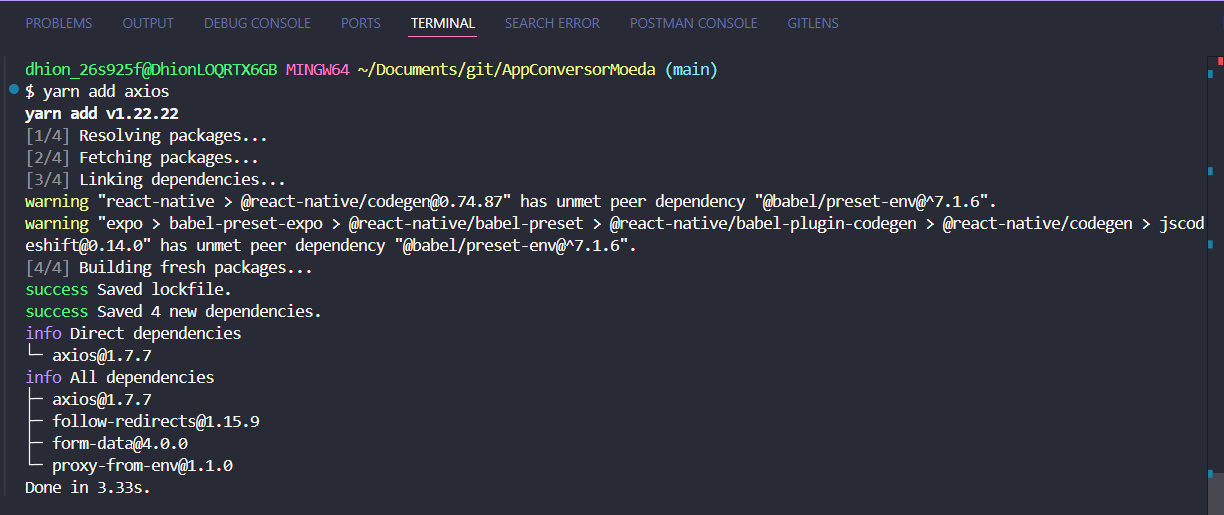 PROBLEMS OUTPUT DEBUG CONSOLE PORTS TERMINAL SEARCH ERROR POSTMAN CONSOLE GITLENS
dhion_26s925f@DhionLOQRTX6GB MINGW64 ~/Documents/git/AppConversorMoeda (main)
$ yarn add axios
yarn add v1.22.22
[1/4] Resolving packages...
[2/4] Fetching packages...
[3/4] Linking dependencies...
warning "react-native > @react-native/codegen@0.74.87" has unmet peer dependency "@babel/preset-env@^7.1.6".
warning "expo > babel-preset-expo > @react-native/babel-preset > @react-native/babel-plugin-codegen > @react-native/codegen > jscod
eshift@0.14.0" has unmet peer dependency "@babel/preset-env@^7.1.6".
[4/4] Building fresh packages...
success Saved lockfile.
success Saved 4 new dependencies.
info Direct dependencies
└─ axios@1.7.7
info All dependencies
├─ axios@1.7.7
├─ follow-redirects@1.15.9
├─ form-data@4.0.0
└─ proxy-from-env@1.1.0
Done in 3.33s.